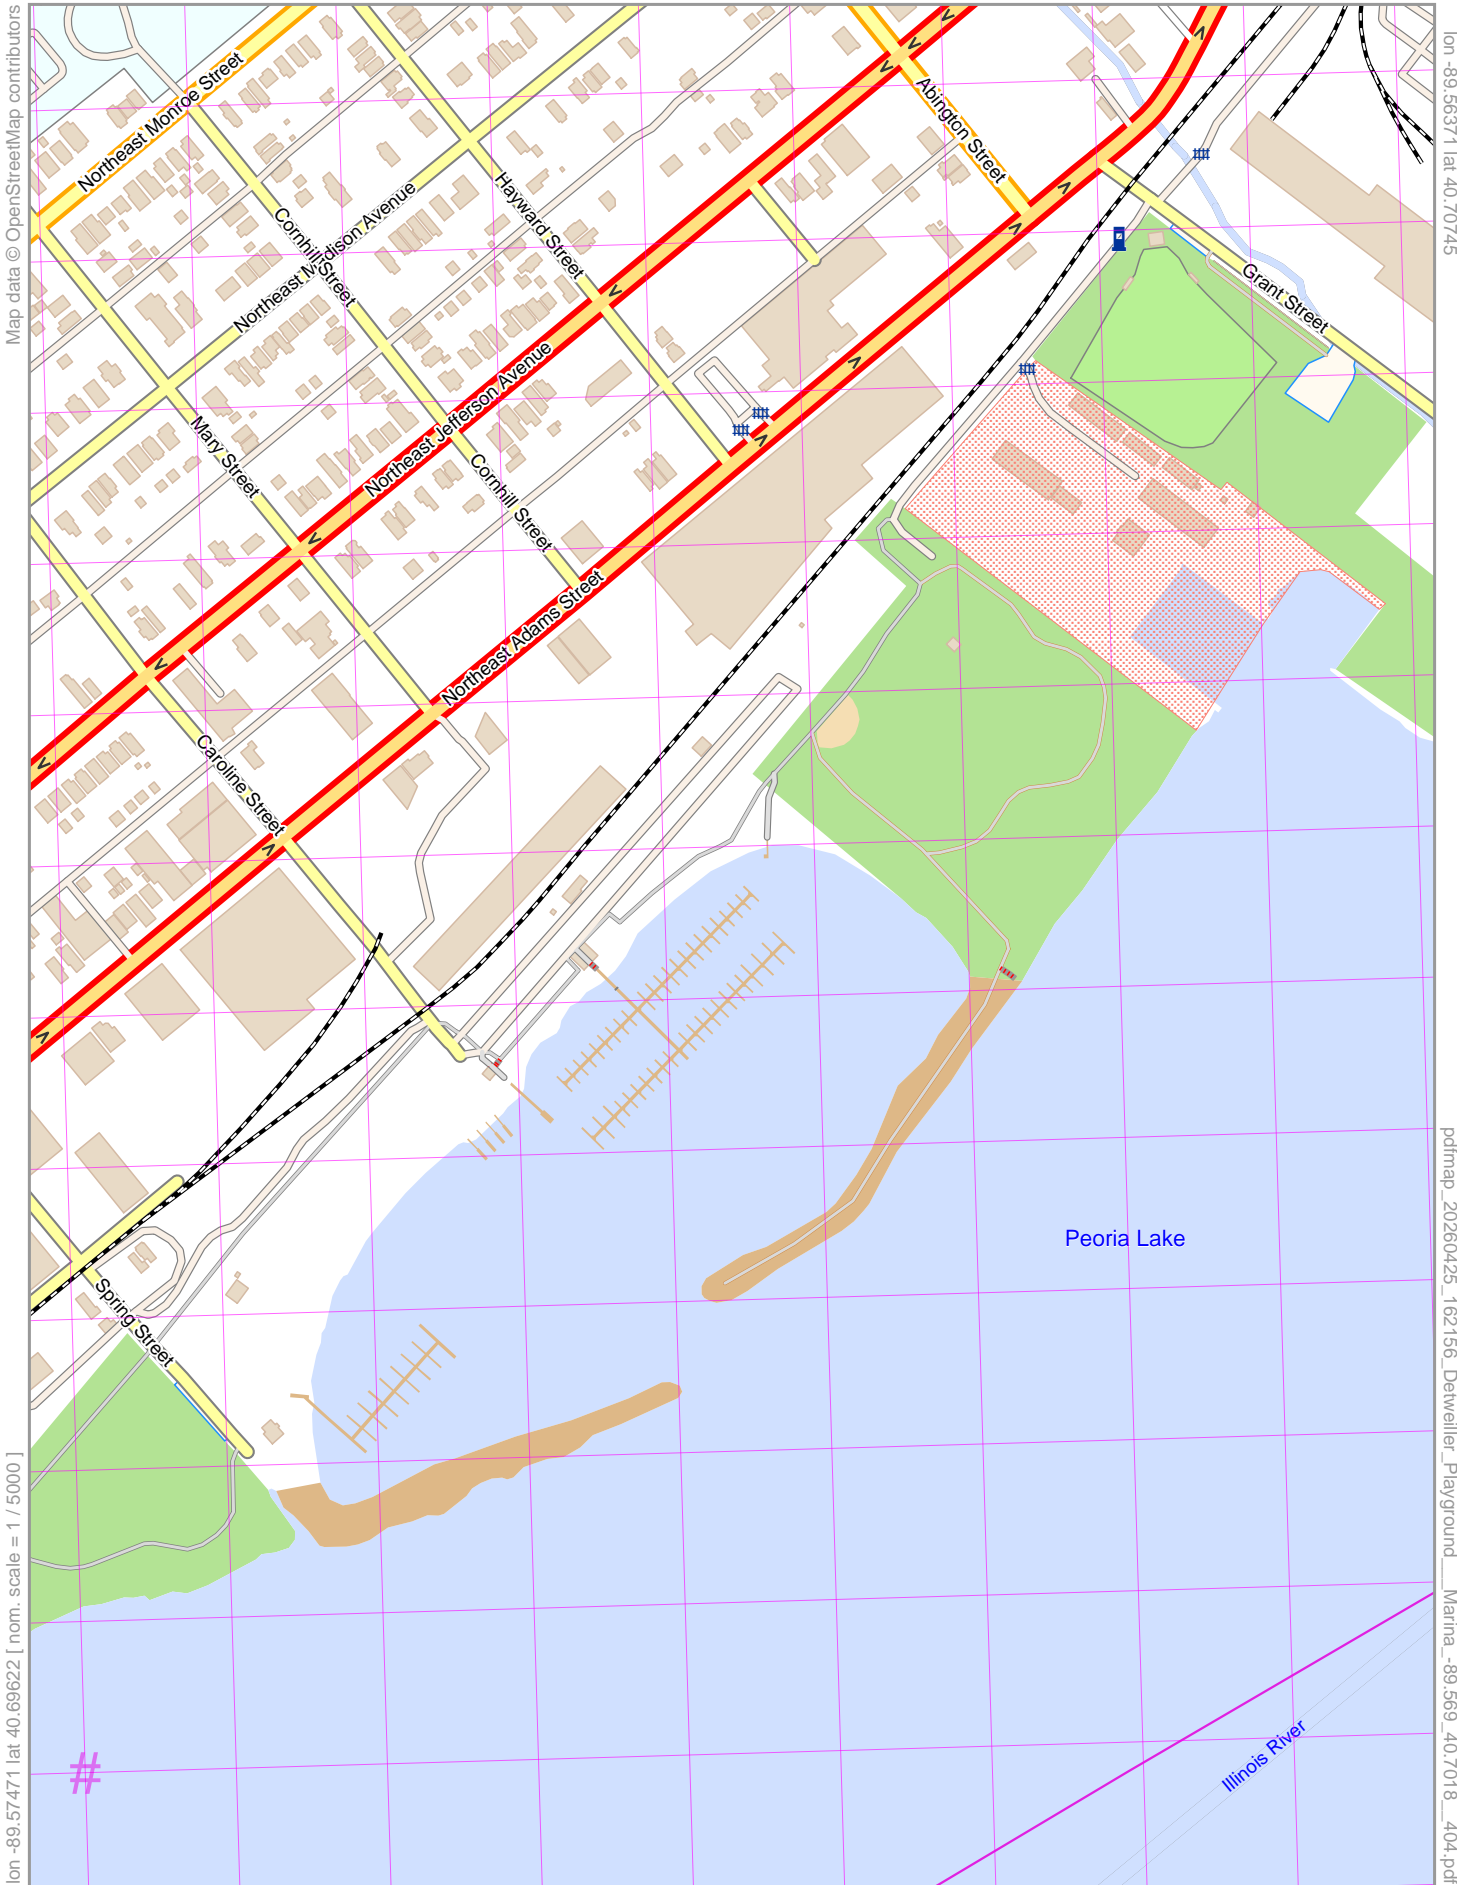 Map data © OpenStreetMap contributors
lon -89.56371 lat 40.70745
Northeast Monroe Street
Abington Street
Northeast Madison Avenue
Hayward Street
Cornhill Street
Grant Street
Northeast Jefferson Avenue
Mary Street
Cornhill Street
Northeast Adams Street
Caroline Street
Peoria Lake
Spring Street
Illinois River
#
lon -89.57471 lat 40.69622 [ nom. scale = 1 / 5000 ]
pdfmap_20260425_162156_Detweiller_Playground___Marina_-89.569_40.7018__404.pdf